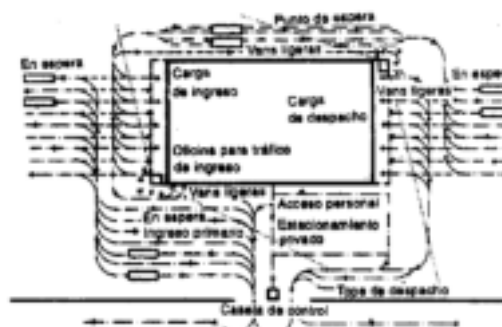 Punto de espera
Vans ligeras
En espera
Carga
de ingreso
Carga
de despacho
En espera
Vans ligeras
Oficina para tráfico
de ingreso
Vans ligeras
Acceso personal
En espera
Ingreso primario
Estacionamiento
privado
Tope de despacho
Caseta de control